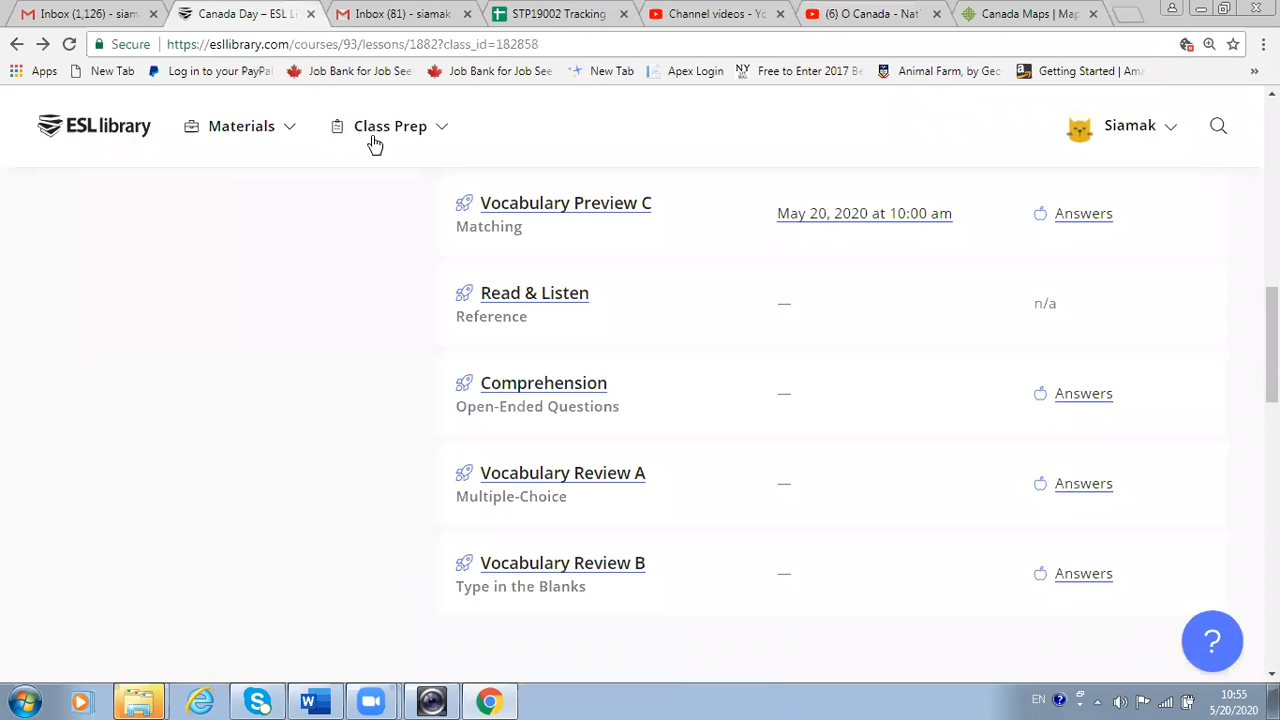 Inbox (1,126) - siam
Canada Day – ESL Li
Inbox (81) - siamak
STP19002 Tracking
Channel videos - Yo
(6) O Canada - Nat
Canada Maps | Map
Secure
https://esllibrary.com/courses/93/lessons/1882?class_id=182858
Apps
New Tab
Log in to your PayPal
Job Bank for Job See
Job Bank for Job See
New Tab
Apex Login
NY
Free to Enter 2017 Be
Animal Farm, by Geo
Getting Started | Ama
»
ESL library
Materials
Class Prep
Siamak
Vocabulary Preview C
Matching
May 20, 2020 at 10:00 am
Answers
Read & Listen
Reference
—
n/a
Comprehension
Open-Ended Questions
—
Answers
Vocabulary Review A
Multiple-Choice
—
Answers
Vocabulary Review B
Type in the Blanks
—
Answers
?
EN
10:55
5/20/2020